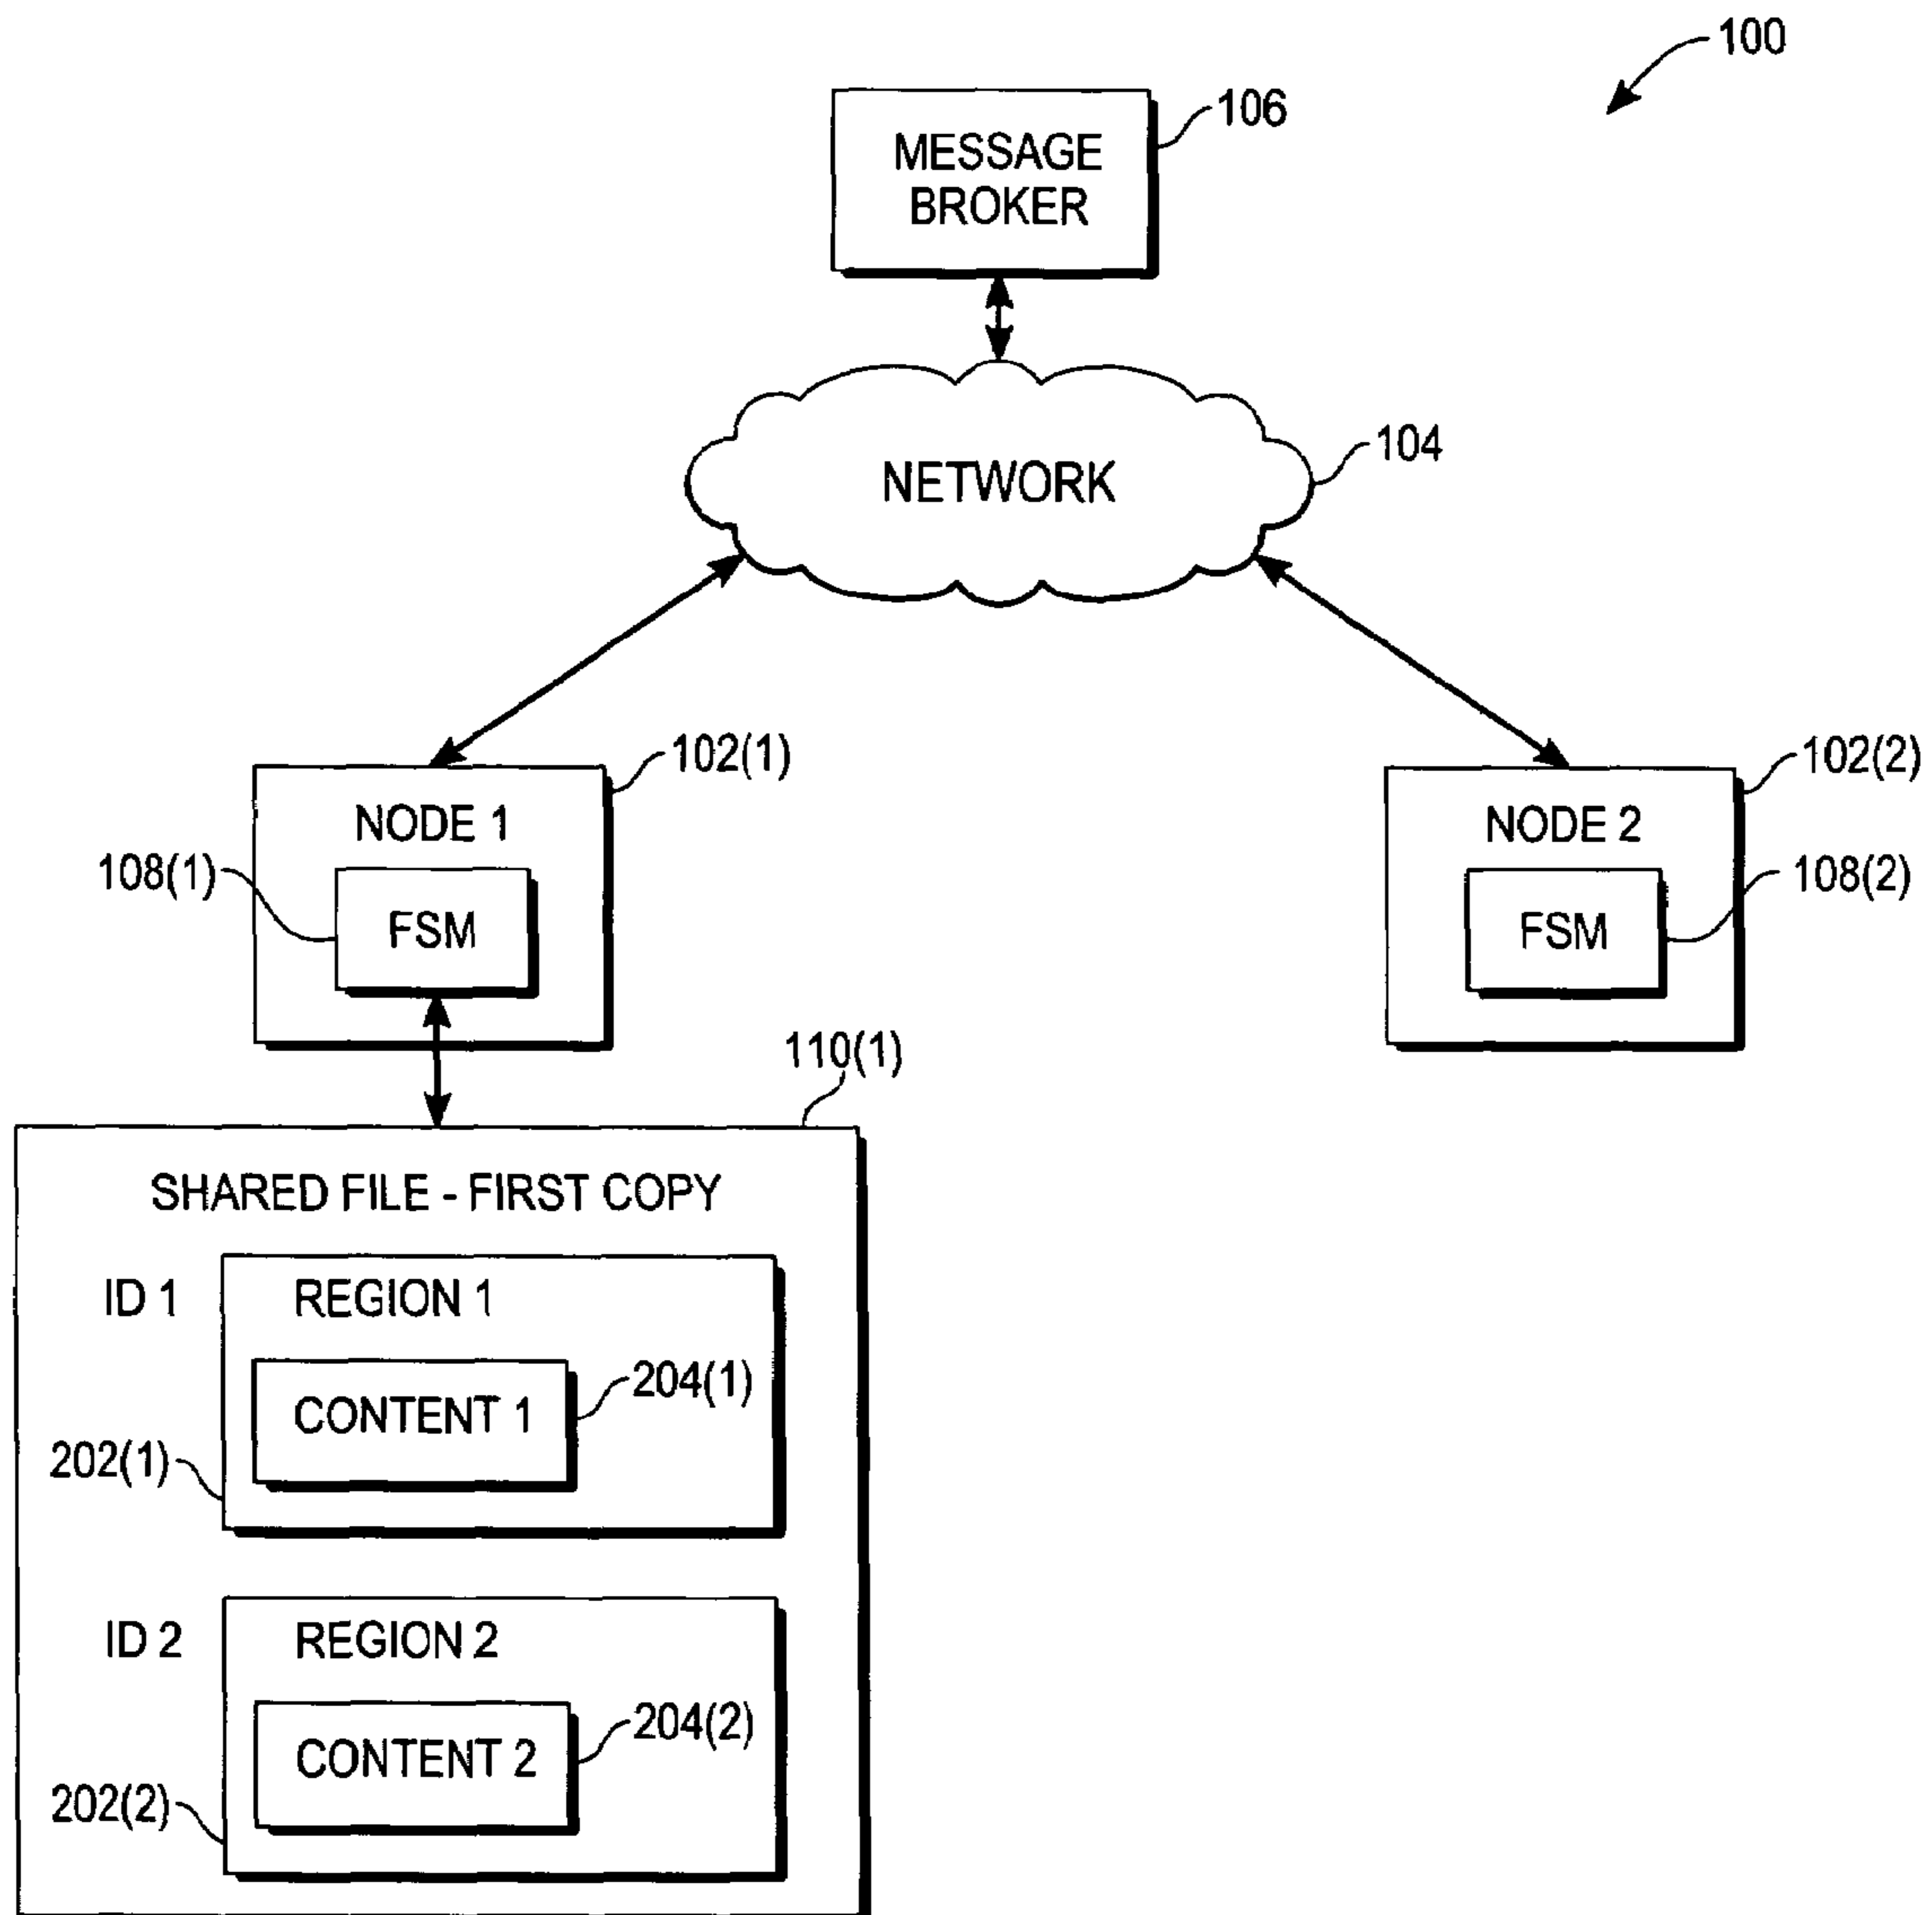 100
106
MESSAGE
BROKER
104
NETWORK
102(1)
NODE 1
108(1)
FSM
102(2)
NODE 2
108(2)
FSM
110(1)
SHARED FILE - FIRST COPY
ID 1
REGION 1
204(1)
CONTENT 1
202(1)
ID 2
REGION 2
204(2)
CONTENT 2
202(2)